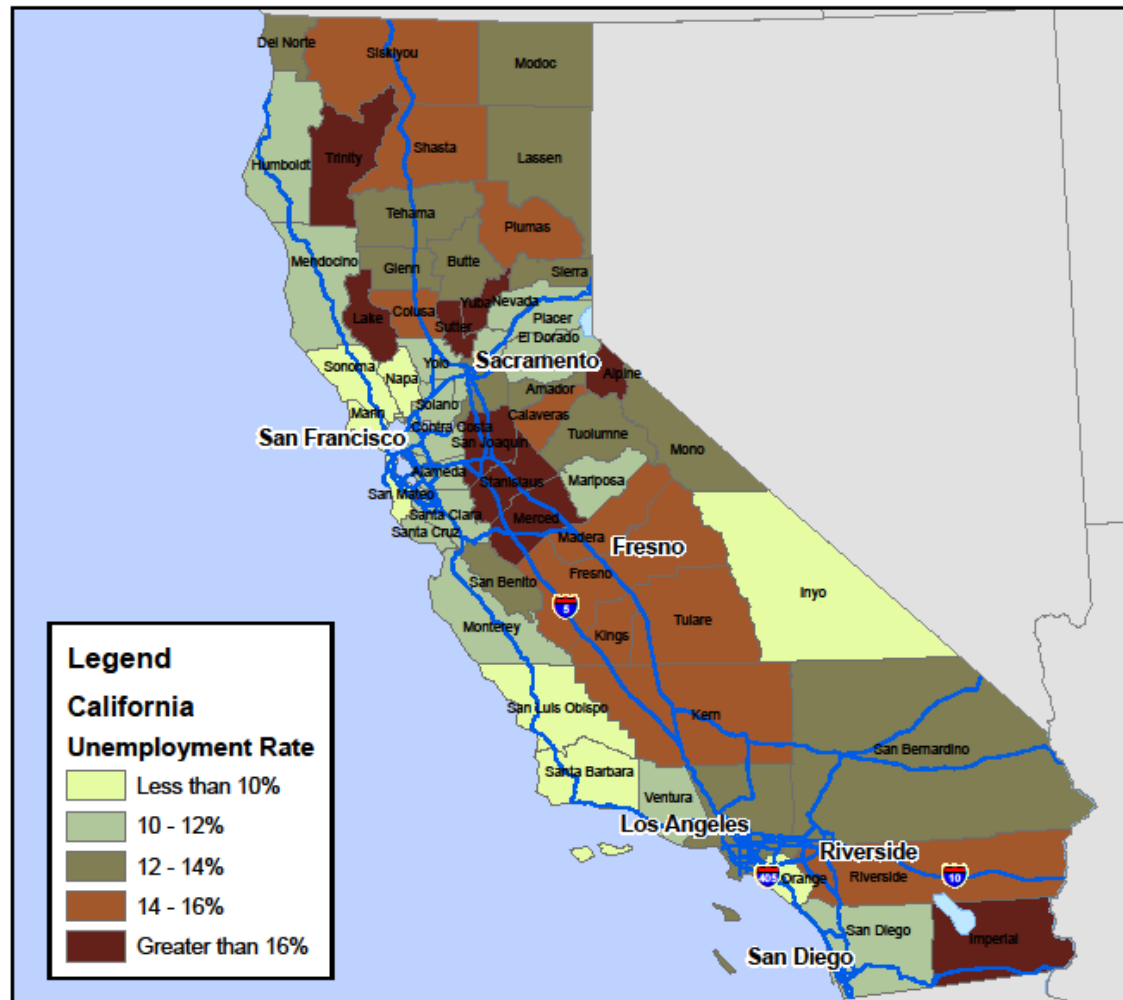 Del Norte
Siskiyou
Modoc
Humboldt
Trinity
Shasta
Lassen
Tehama
Plumas
Mendocino
Glenn
Butte
Sierra
Lake
Colusa
Sutter
Yuba
Nevada
Placer
El Dorado
Sonoma
Napa
Yolo
Sacramento
Alpine
Marin
Solano
Amador
San Francisco
Contra Costa
San Joaquin
Calaveras
Tuolumne
Mono
Alameda
Stanislaus
Mariposa
San Mateo
Santa Clara
Santa Cruz
Merced
Madera
Fresno
San Benito
Fresno
5
Inyo
Monterey
Kings
Tulare
San Luis Obispo
Kern
San Bernardino
Santa Barbara
Ventura
Los Angeles
Riverside
405
Orange
Riverside
10
San Diego
San Diego
Imperial
Legend
California
Unemployment Rate
Less than 10%
10 - 12%
12 - 14%
14 - 16%
Greater than 16%